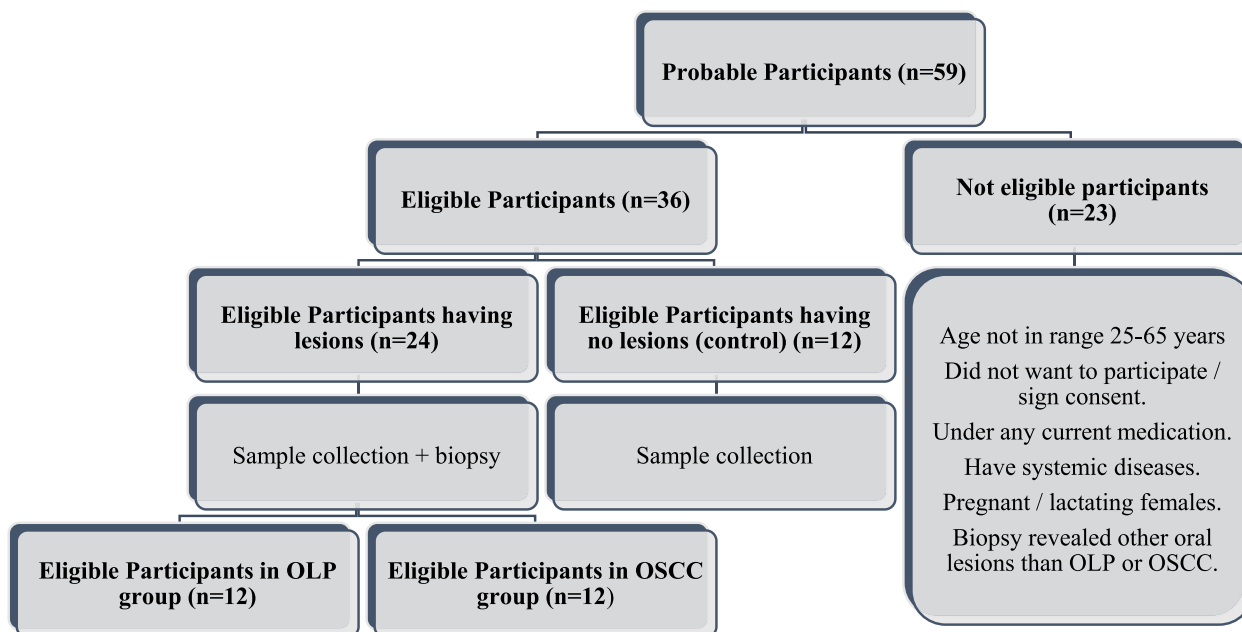 Probable Participants (n=59)
Eligible Participants (n=36)
Not eligible participants
(n=23)
Eligible Participants having
lesions (n=24)
Eligible Participants having
no lesions (control) (n=12)
Age not in range 25-65 years
Did not want to participate /
sign consent.
Under any current medication.
Have systemic diseases.
Pregnant / lactating females.
Biopsy revealed other oral
lesions than OLP or OSCC.
Sample collection + biopsy
Sample collection
Eligible Participants in OLP
group (n=12)
Eligible Participants in OSCC
group (n=12)